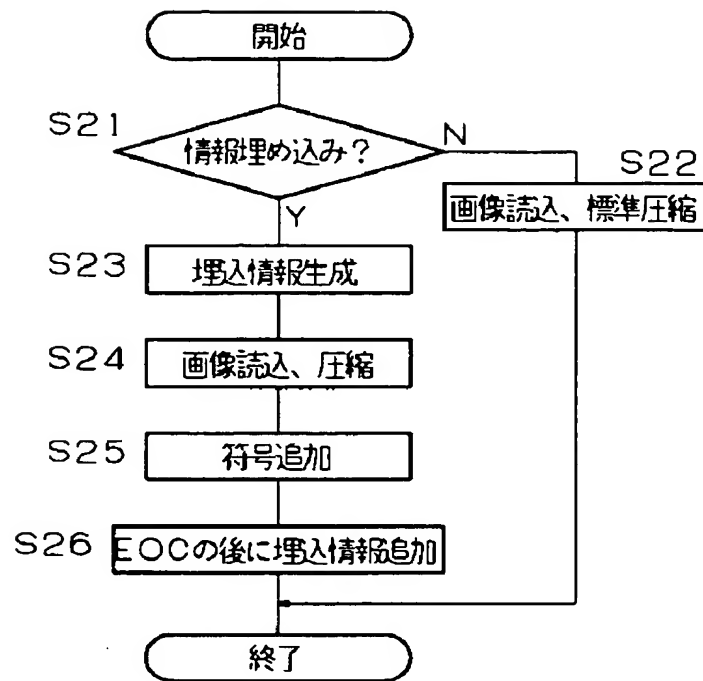 開始
S21
情報埋め込み?
N
S22
画像読込、標準圧縮
Y
S23
埋込情報生成
S24
画像読込、圧縮
S25
符号追加
S26
EOCの後に埋込情報追加
終了